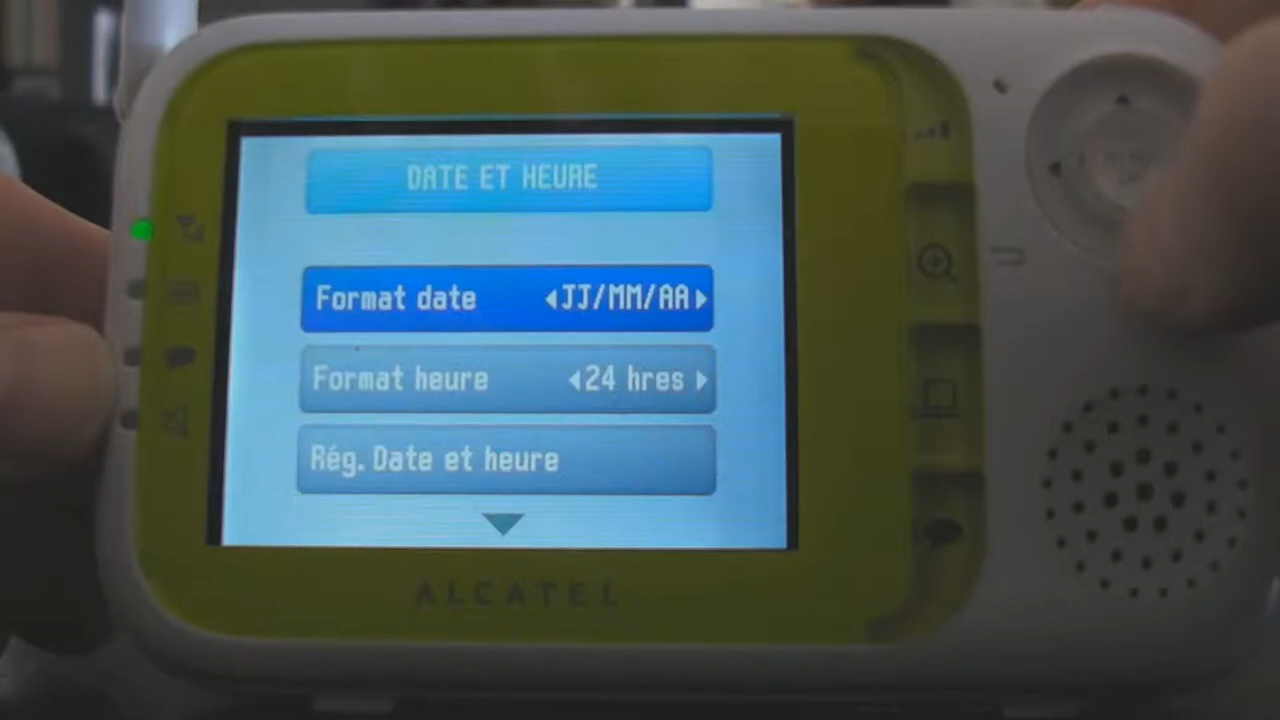 DATE ET HEURE
Format date ◂JJ/MM/AA▸
Format heure ◂24 hres ▸
Rég. Date et heure
ALCATEL